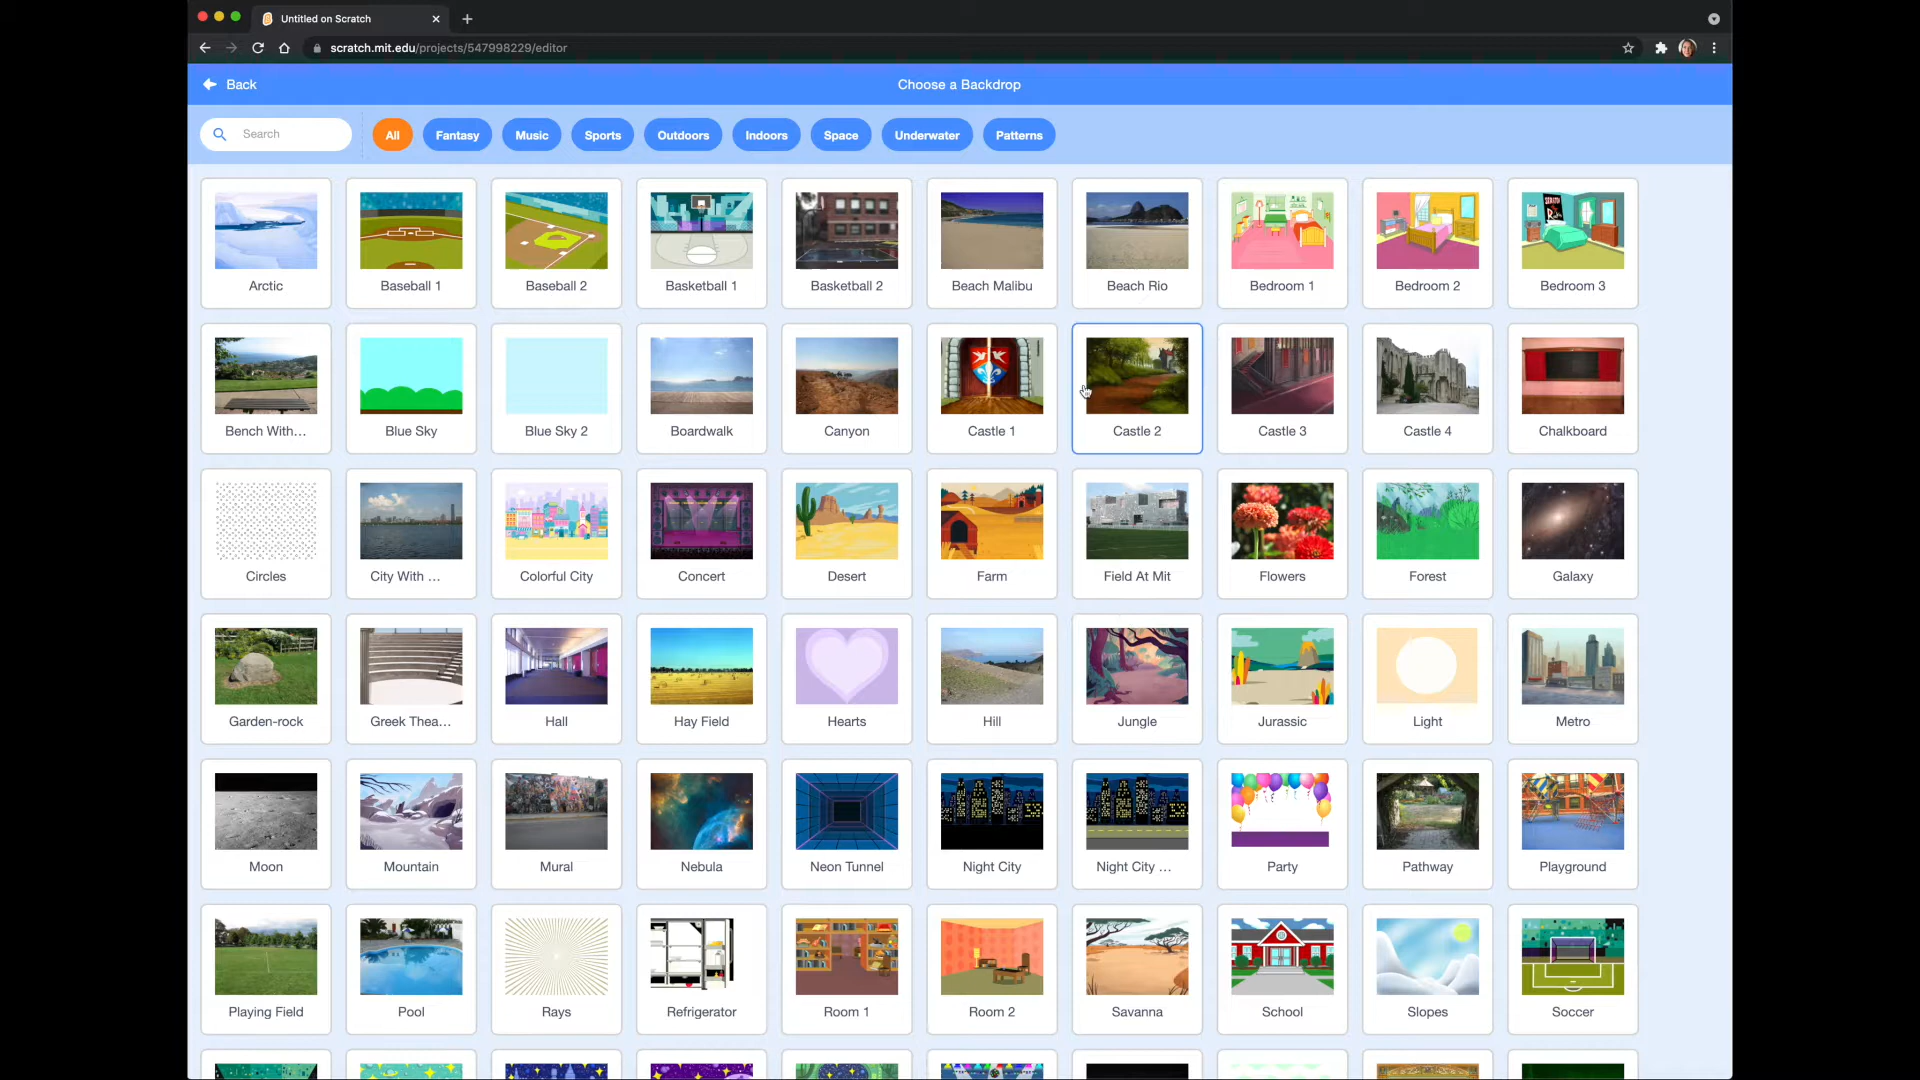 Untitled on Scratch
scratch.mit.edu/projects/547998229/editor
Back
Choose a Backdrop
Search
All
Fantasy
Music
Sports
Outdoors
Indoors
Space
Underwater
Patterns
Arctic
Baseball 1
Baseball 2
Basketball 1
Basketball 2
Beach Malibu
Beach Rio
Bedroom 1
Bedroom 2
Bedroom 3
Bench With...
Blue Sky
Blue Sky 2
Boardwalk
Canyon
Castle 1
Castle 2
Castle 3
Castle 4
Chalkboard
Circles
City With ...
Colorful City
Concert
Desert
Farm
Field At Mit
Flowers
Forest
Galaxy
Garden-rock
Greek Thea...
Hall
Hay Field
Hearts
Hill
Jungle
Jurassic
Light
Metro
Moon
Mountain
Mural
Nebula
Neon Tunnel
Night City
Night City ...
Party
Pathway
Playground
Playing Field
Pool
Rays
Refrigerator
Room 1
Room 2
Savanna
School
Slopes
Soccer